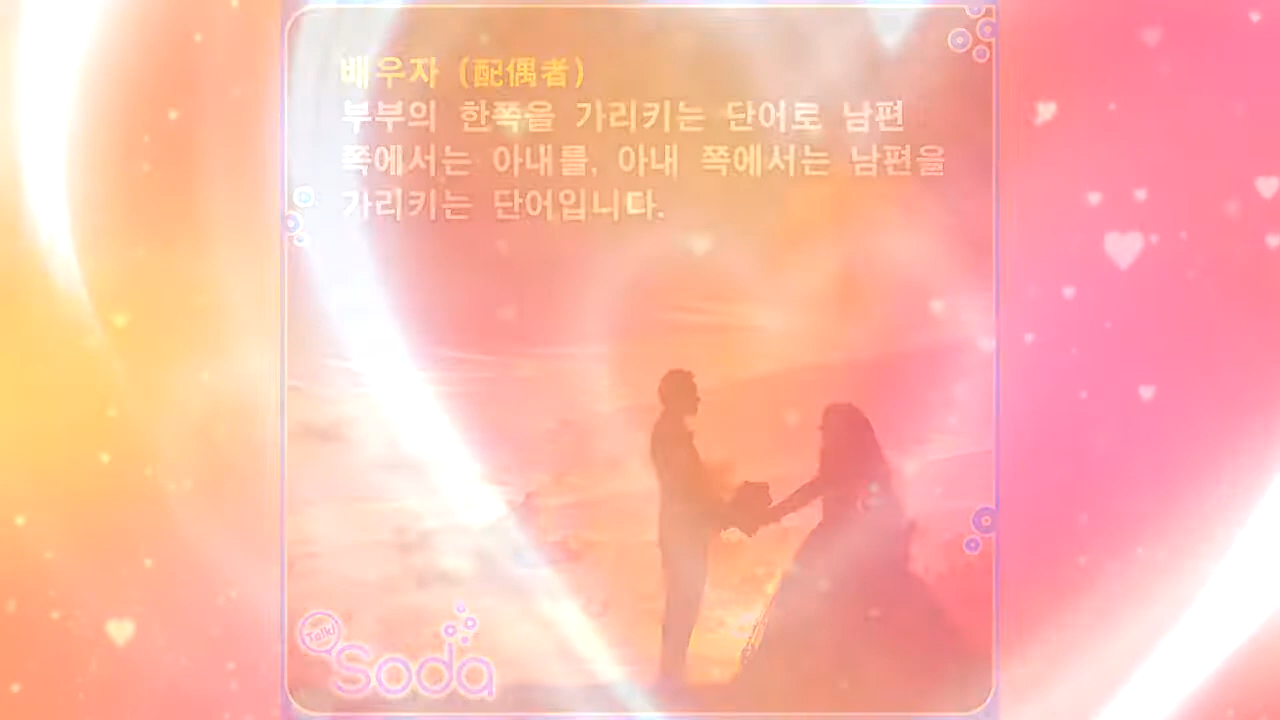 배우자 (配偶者)
부부의 한쪽을 가리키는 단어로 남편
쪽에서는 아내를, 아내 쪽에서는 남편을
가리키는 단어입니다.
Talk!
Soda